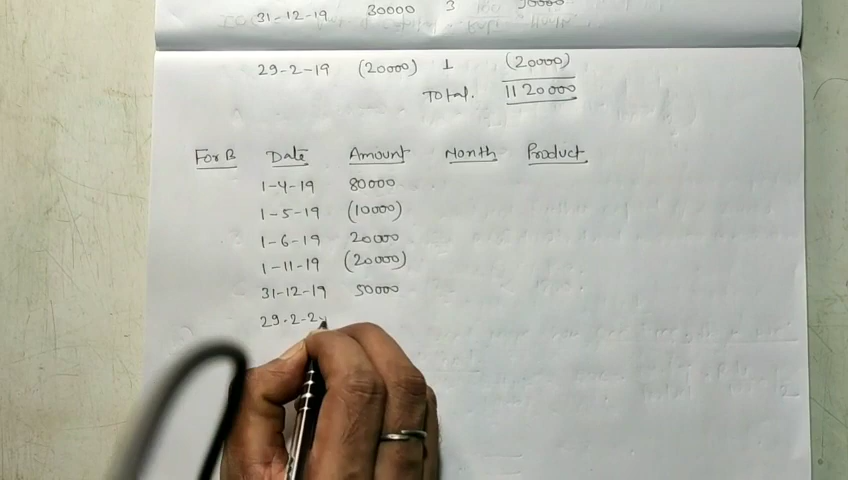 31-12-19 30000 3
29-2-19 (20000) 1 (20000)
Total. 1120000
For B Date Amount Month Product
1-4-19 80000
1-5-19 (10000)
1-6-19 20000
1-11-19 (20000)
31-12-19 50000
29-2-2